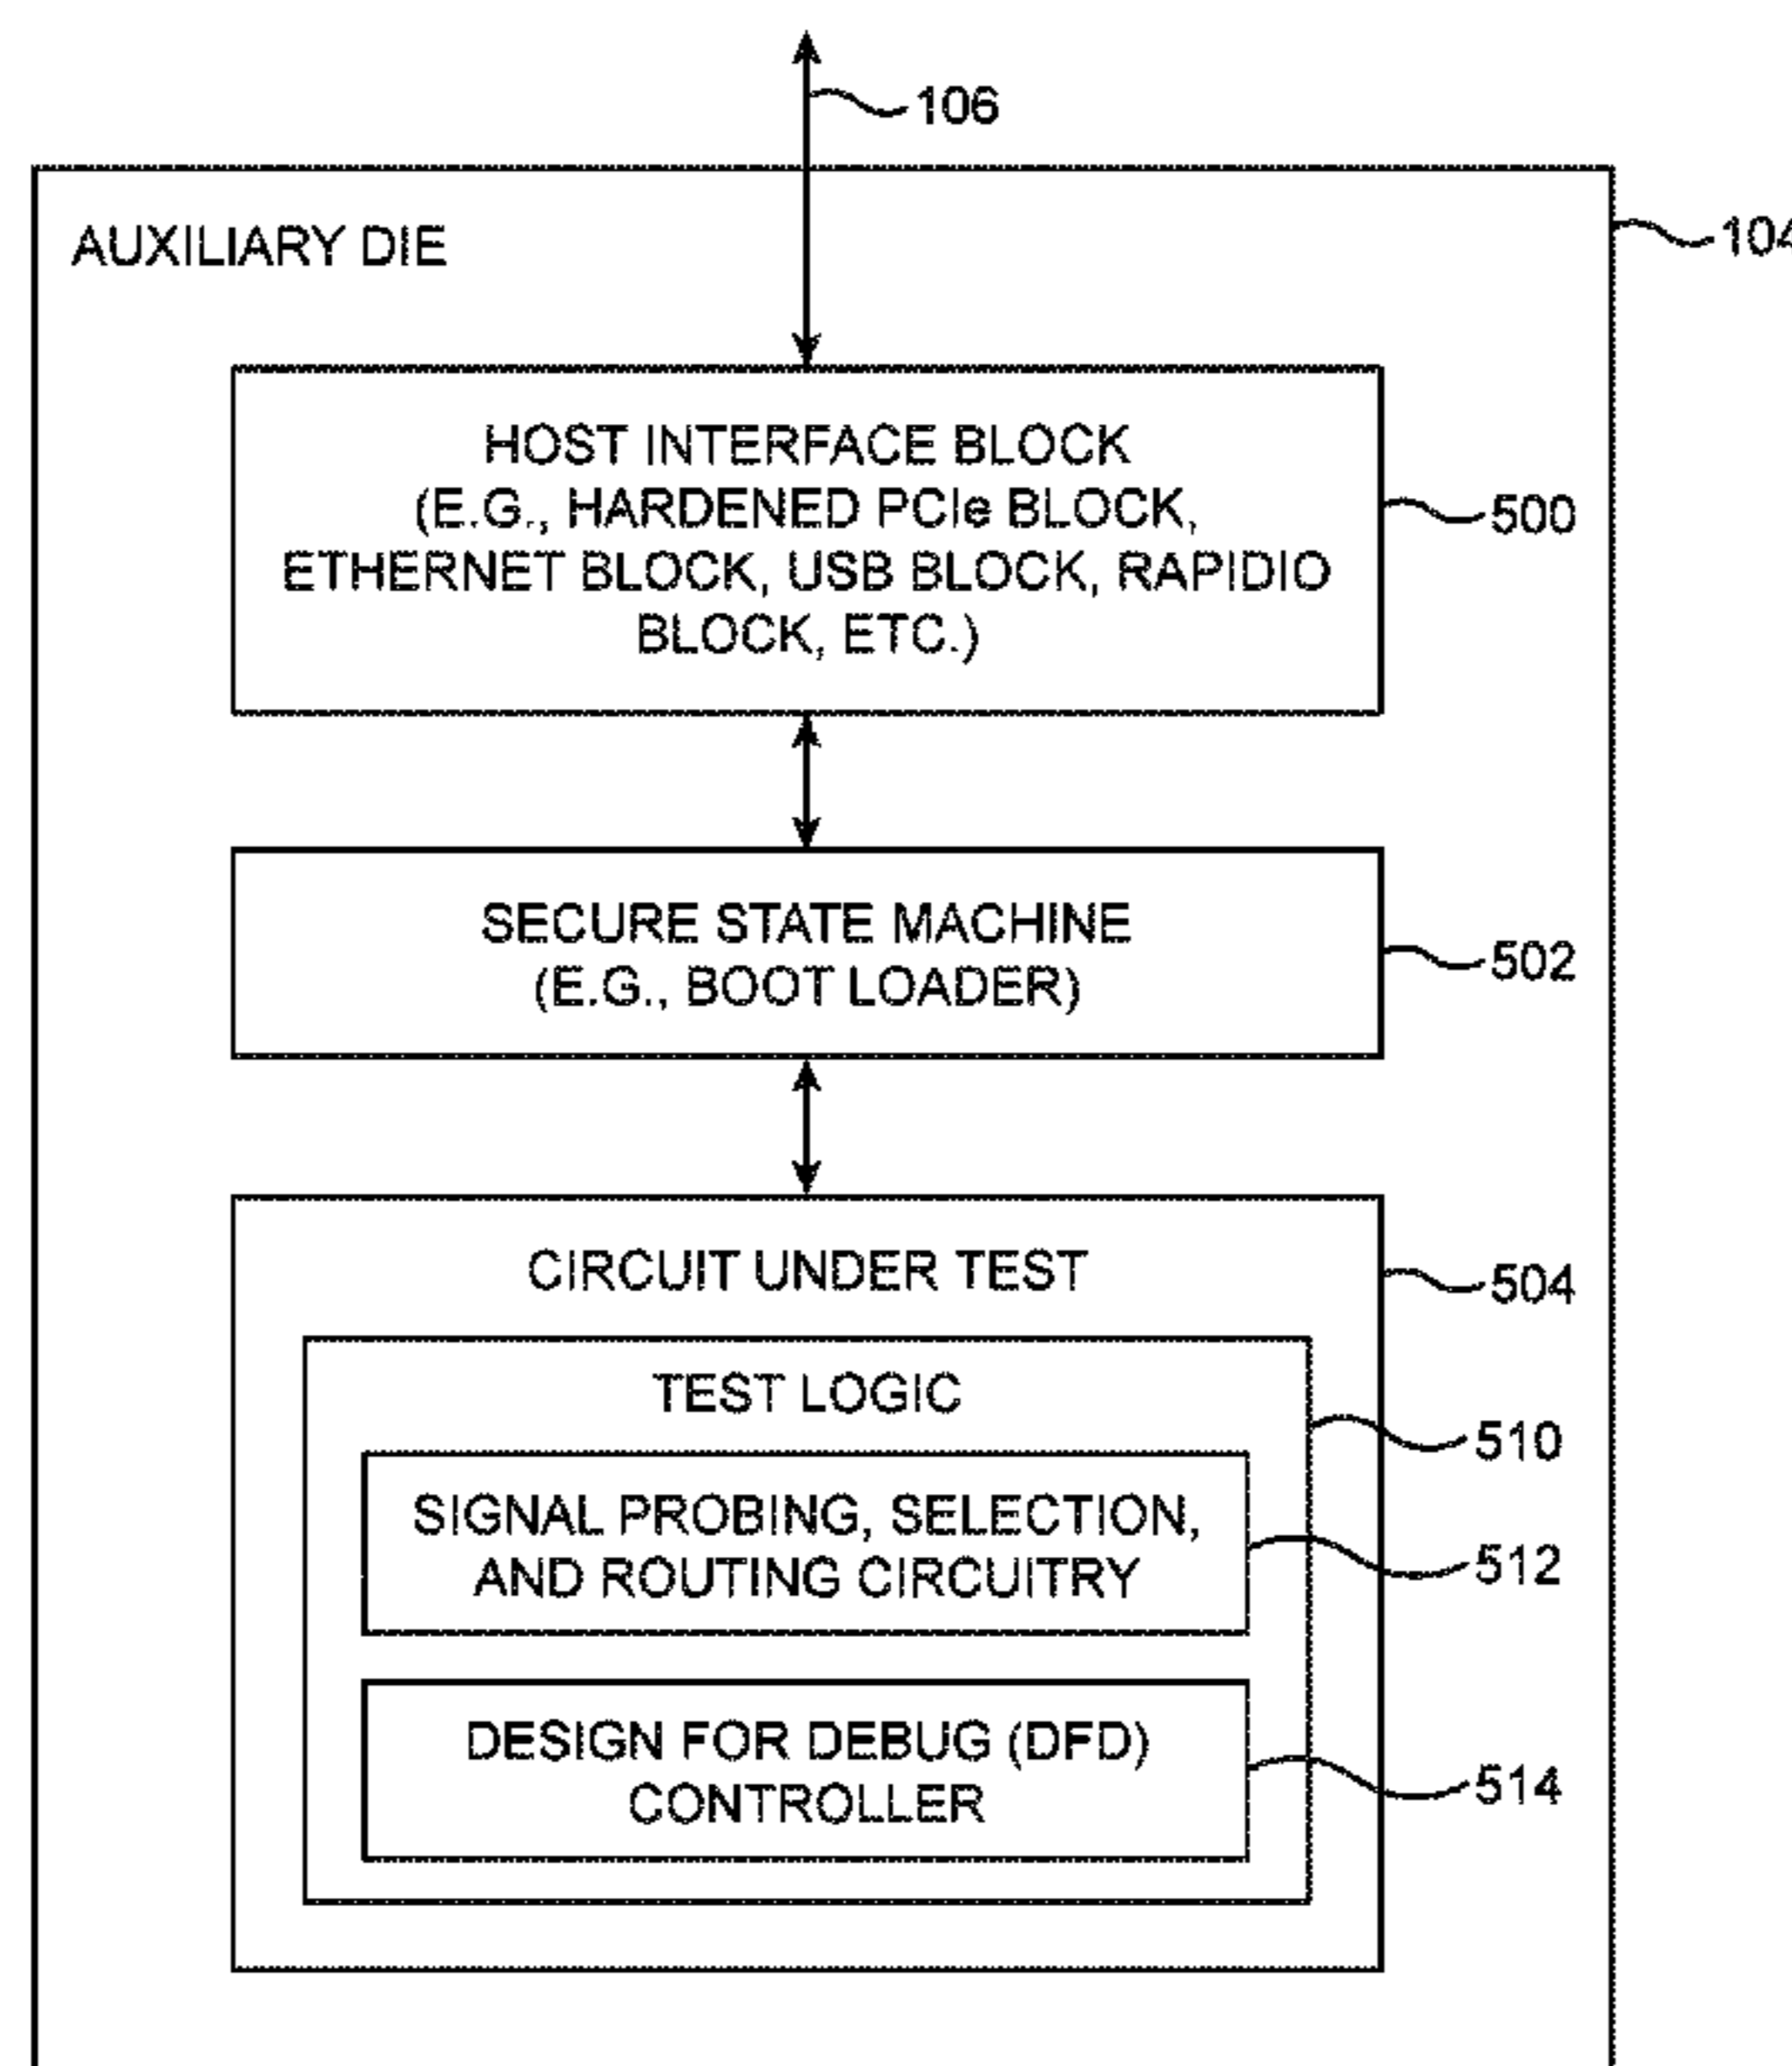 106
AUXILIARY DIE
104
HOST INTERFACE BLOCK
(E.G., HARDENED PCIe BLOCK,
ETHERNET BLOCK, USB BLOCK, RAPIDIO
BLOCK, ETC.)
500
SECURE STATE MACHINE
(E.G., BOOT LOADER)
502
CIRCUIT UNDER TEST
504
TEST LOGIC
510
SIGNAL PROBING, SELECTION,
AND ROUTING CIRCUITRY
512
DESIGN FOR DEBUG (DFD)
CONTROLLER
514